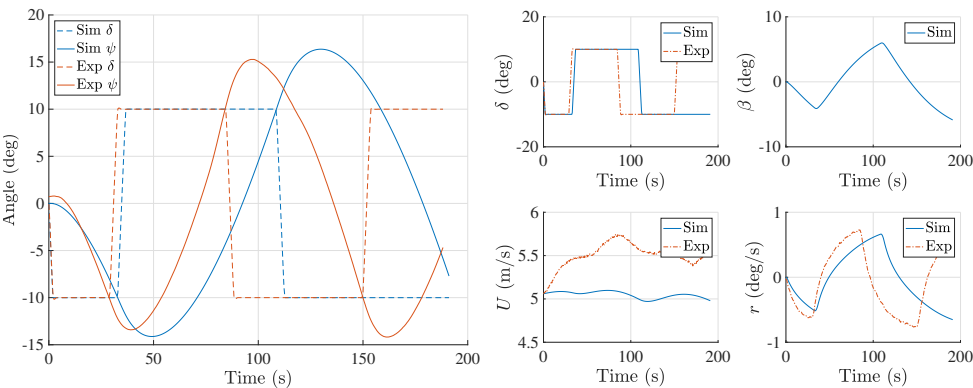 20
15
10
5
0
-5
-10
-15
Angle (deg)
Sim δ
Sim ψ
Exp δ
Exp ψ
0
50
100
150
200
Time (s)
20
0
-20
δ (deg)
Sim
Exp
0
100
200
Time (s)
10
0
-10
β (deg)
Sim
0
100
200
Time (s)
6
5.5
5
4.5
U (m/s)
Sim
Exp
0
100
200
Time (s)
1
0
-1
r (deg/s)
Sim
Exp
0
100
200
Time (s)